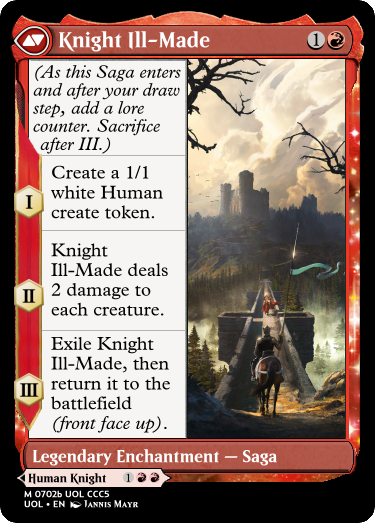 Knight Ill-Made 1
(As this Saga enters
and after your draw
step, add a lore
counter. Sacrifice
after III.)
I
Create a 1/1
white Human
create token.
II
Knight
Ill-Made deals
2 damage to
each creature.
III
Exile Knight
Ill-Made, then
return it to the
battlefield
(front face up).
Legendary Enchantment — Saga
Human Knight 1
M 0702b UOL CCC5
UOL • EN Jannis Mayr